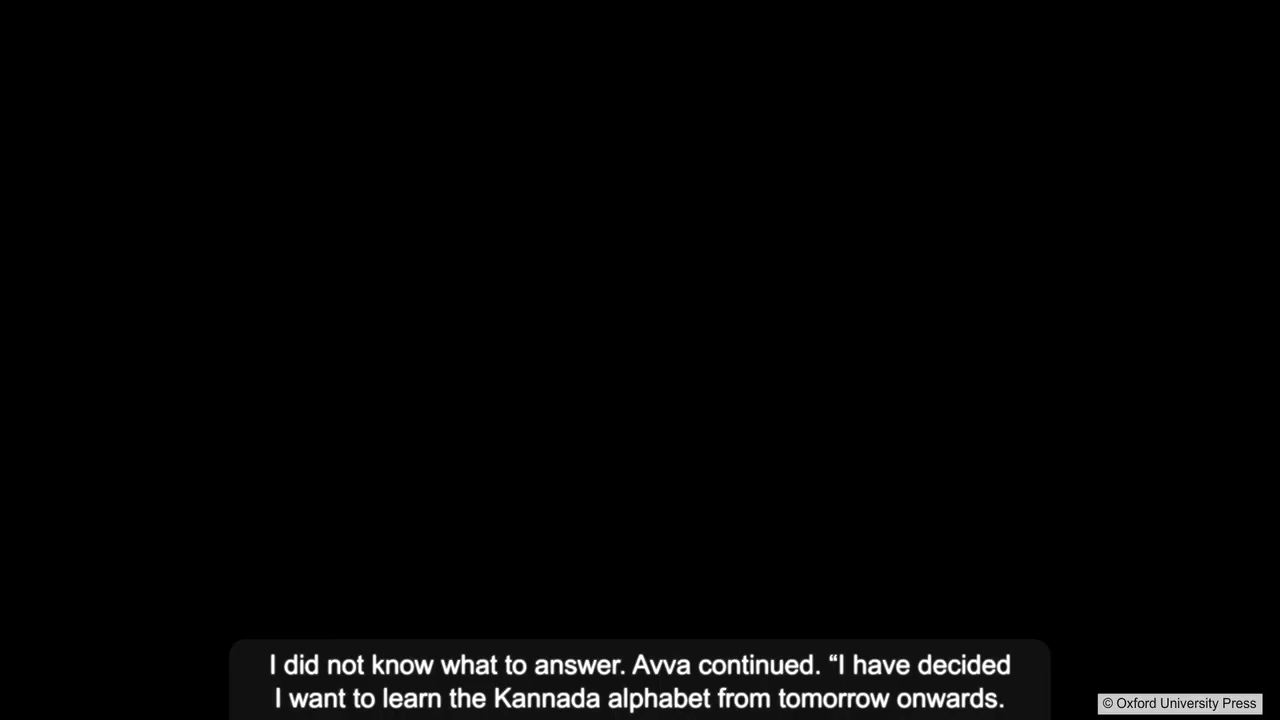 I did not know what to answer. Avva continued. “I have decided
I want to learn the Kannada alphabet from tomorrow onwards.
© Oxford University Press